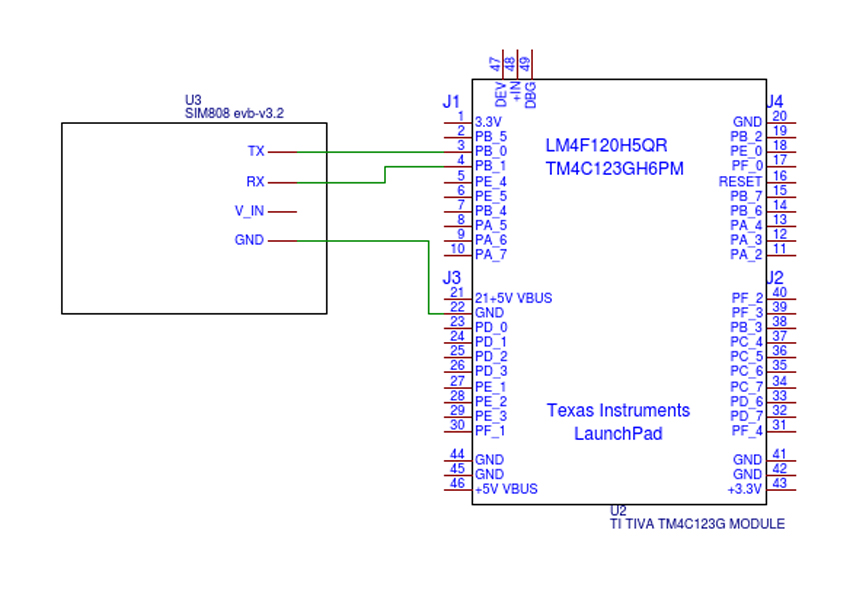 47
48
49
DEV
+IN
DBG
U3
SIM808 evb-v3.2
TX
RX
V_IN
GND
J1
1 3.3V
2 PB_5
3 PB_0
4 PB_1
5 PE_4
6 PE_5
7 PB_4
8 PA_5
9 PA_6
10 PA_7
J3
21 21+5V VBUS
22 GND
23 PD_0
24 PD_1
25 PD_2
26 PD_3
27 PE_1
28 PE_2
29 PE_3
30 PF_1
44 GND
45 GND
46 +5V VBUS
LM4F120H5QR
TM4C123GH6PM
Texas Instruments
LaunchPad
J4
GND 20
PB_2 19
PE_0 18
PF_0 17
RESET 16
PB_7 15
PB_6 14
PA_4 13
PA_3 12
PA_2 11
J2
PF_2 40
PF_3 39
PB_3 38
PC_4 37
PC_5 36
PC_6 35
PC_7 34
PD_6 33
PD_7 32
PF_4 31
GND 41
GND 42
+3.3V 43
U2
TI TIVA TM4C123G MODULE